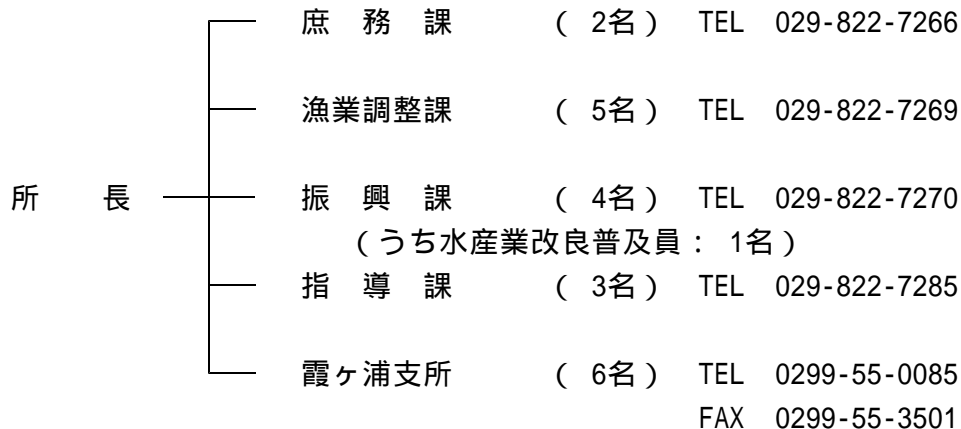 庶　務　課　　（ 2名）　TEL　029-822-7266
漁業調整課　　（ 5名）　TEL　029-822-7269
所　　長　振　興　課　　（ 4名）　TEL　029-822-7270
（うち水産業改良普及員： 1名）
指　導　課　　（ 3名）　TEL　029-822-7285
霞ヶ浦支所　　（ 6名）　TEL　0299-55-0085
FAX　0299-55-3501